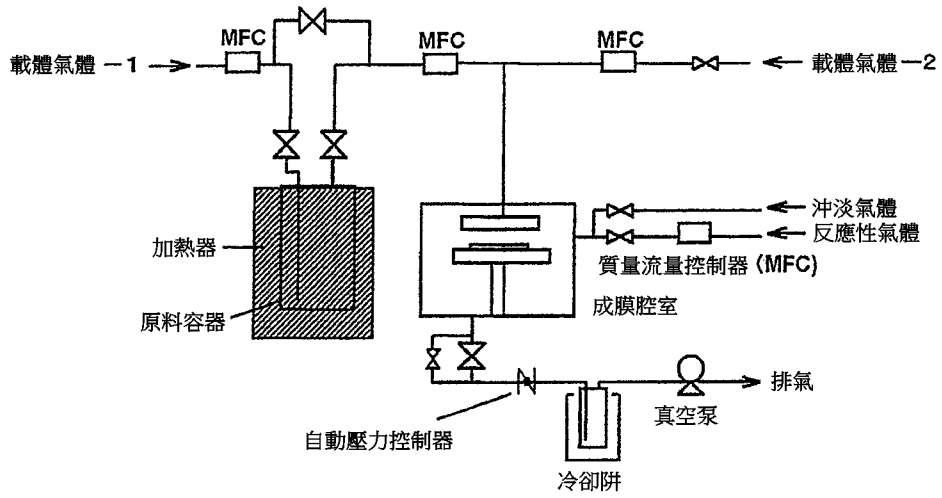 MFC
MFC
MFC
載體氣體 －1
載體氣體－2
加熱器
原料容器
沖淡氣體
反應性氣體
質量流量控制器 (MFC)
成膜腔室
排氣
真空泵
自動壓力控制器
冷卻阱